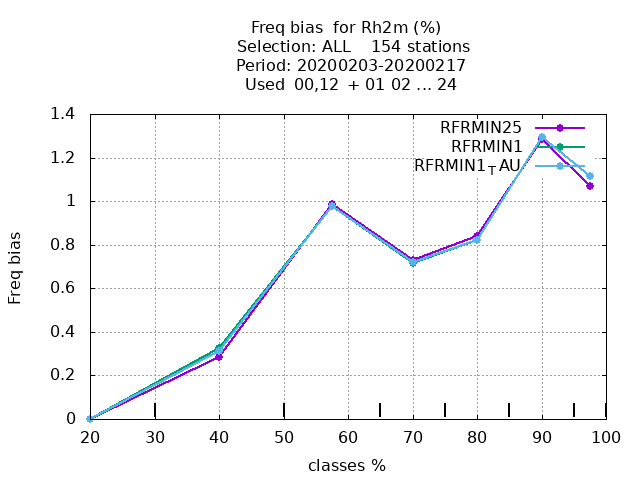 Freq bias for Rh2m (%)
Selection: ALL 154 stations
Period: 20200203-20200217
Used 00,12 + 01 02 ... 24
RFRMIN25
RFRMIN1
RFRMIN1TAU
1.4
1.2
1
0.8
0.6
0.4
0.2
0
Freq bias
20 30 40 50 60 70 80 90 100
classes %